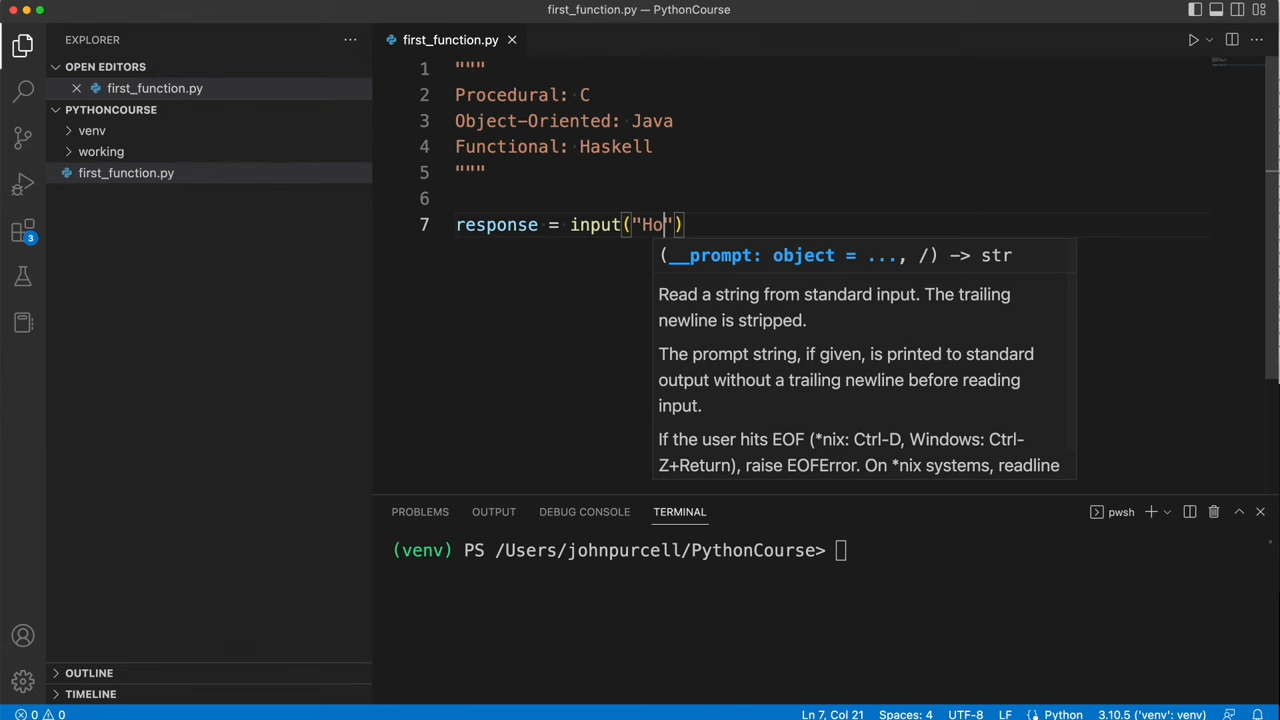 first_function.py — PythonCourse
EXPLORER
first_function.py
OPEN EDITORS
first_function.py
PYTHONCOURSE
venv
working
first_function.py
3
1 """
2 Procedural: C
3 Object-Oriented: Java
4 Functional: Haskell
5 """
6
7 response = input("Ho")
(__prompt: object = ..., /) -> str
Read a string from standard input. The trailing
newline is stripped.
The prompt string, if given, is printed to standard
output without a trailing newline before reading
input.
If the user hits EOF (*nix: Ctrl-D, Windows: Ctrl-
Z+Return), raise EOFError. On *nix systems, readline
PROBLEMS OUTPUT DEBUG CONSOLE TERMINAL pwsh
(venv) PS /Users/johnpurcell/PythonCourse>
OUTLINE
TIMELINE
0 0 Ln 7, Col 21 Spaces: 4 UTF-8 LF Python 3.10.5 ('venv': venv)